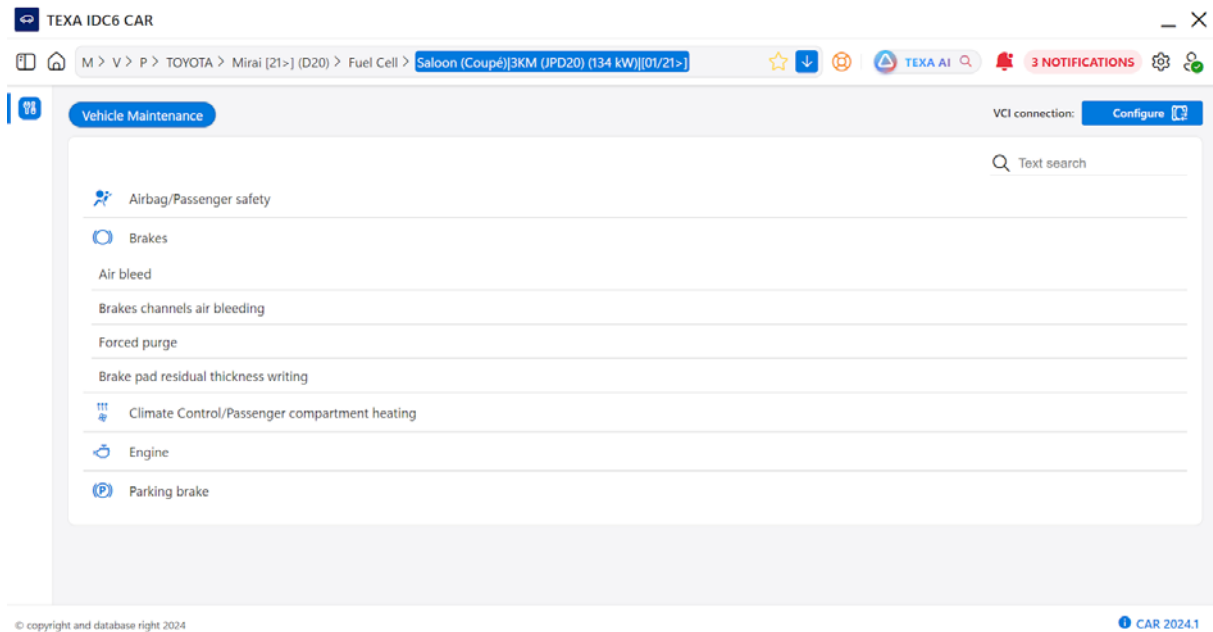 TEXA IDC6 CAR
M > V > P > TOYOTA > Mirai [21>] (D20) > Fuel Cell > Saloon (Coupé)|3KM (JPD20) (134 kW)|[01/21>]
TEXA AI
3 NOTIFICATIONS
Vehicle Maintenance
VCI connection:
Configure
Text search
Airbag/Passenger safety
Brakes
Air bleed
Brakes channels air bleeding
Forced purge
Brake pad residual thickness writing
Climate Control/Passenger compartment heating
Engine
Parking brake
© copyright and database right 2024
CAR 2024.1